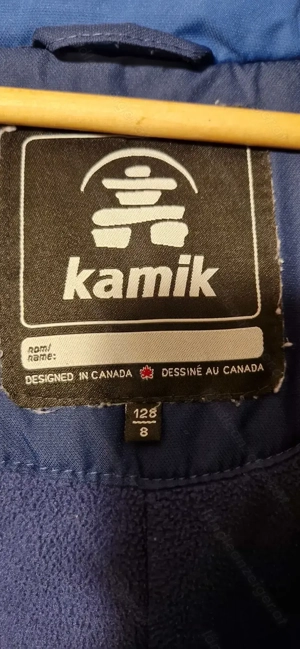 kamik
nom/
name:
DESIGNED IN CANADA DESSINÉ AU CANADA
128
8